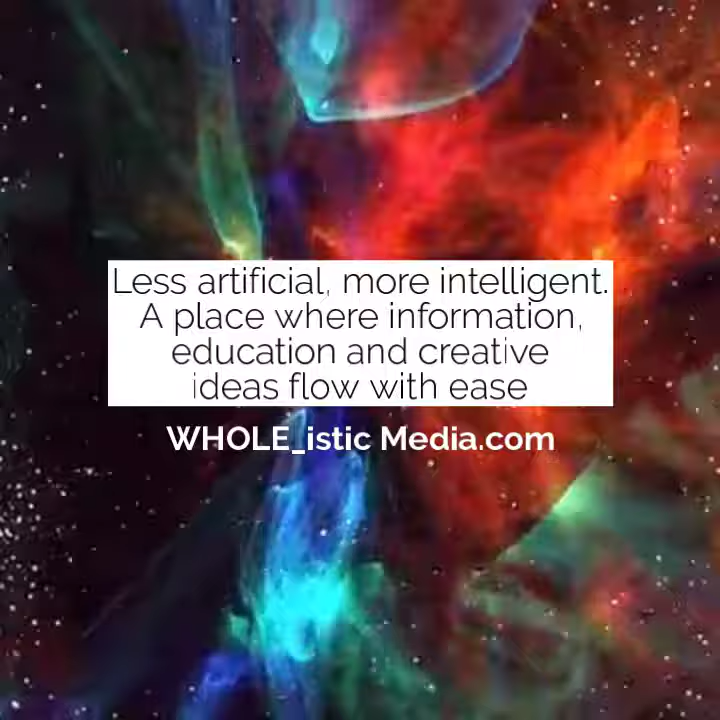 Less artificial, more intelligent.
A place where information,
education and creative
ideas flow with ease
WHOLE_istic Media.com